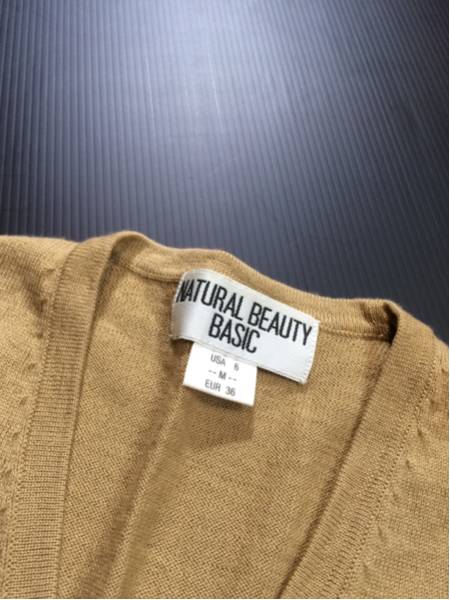 NATURAL BEAUTY
BASIC
USA 6
-- M --
EUR 36